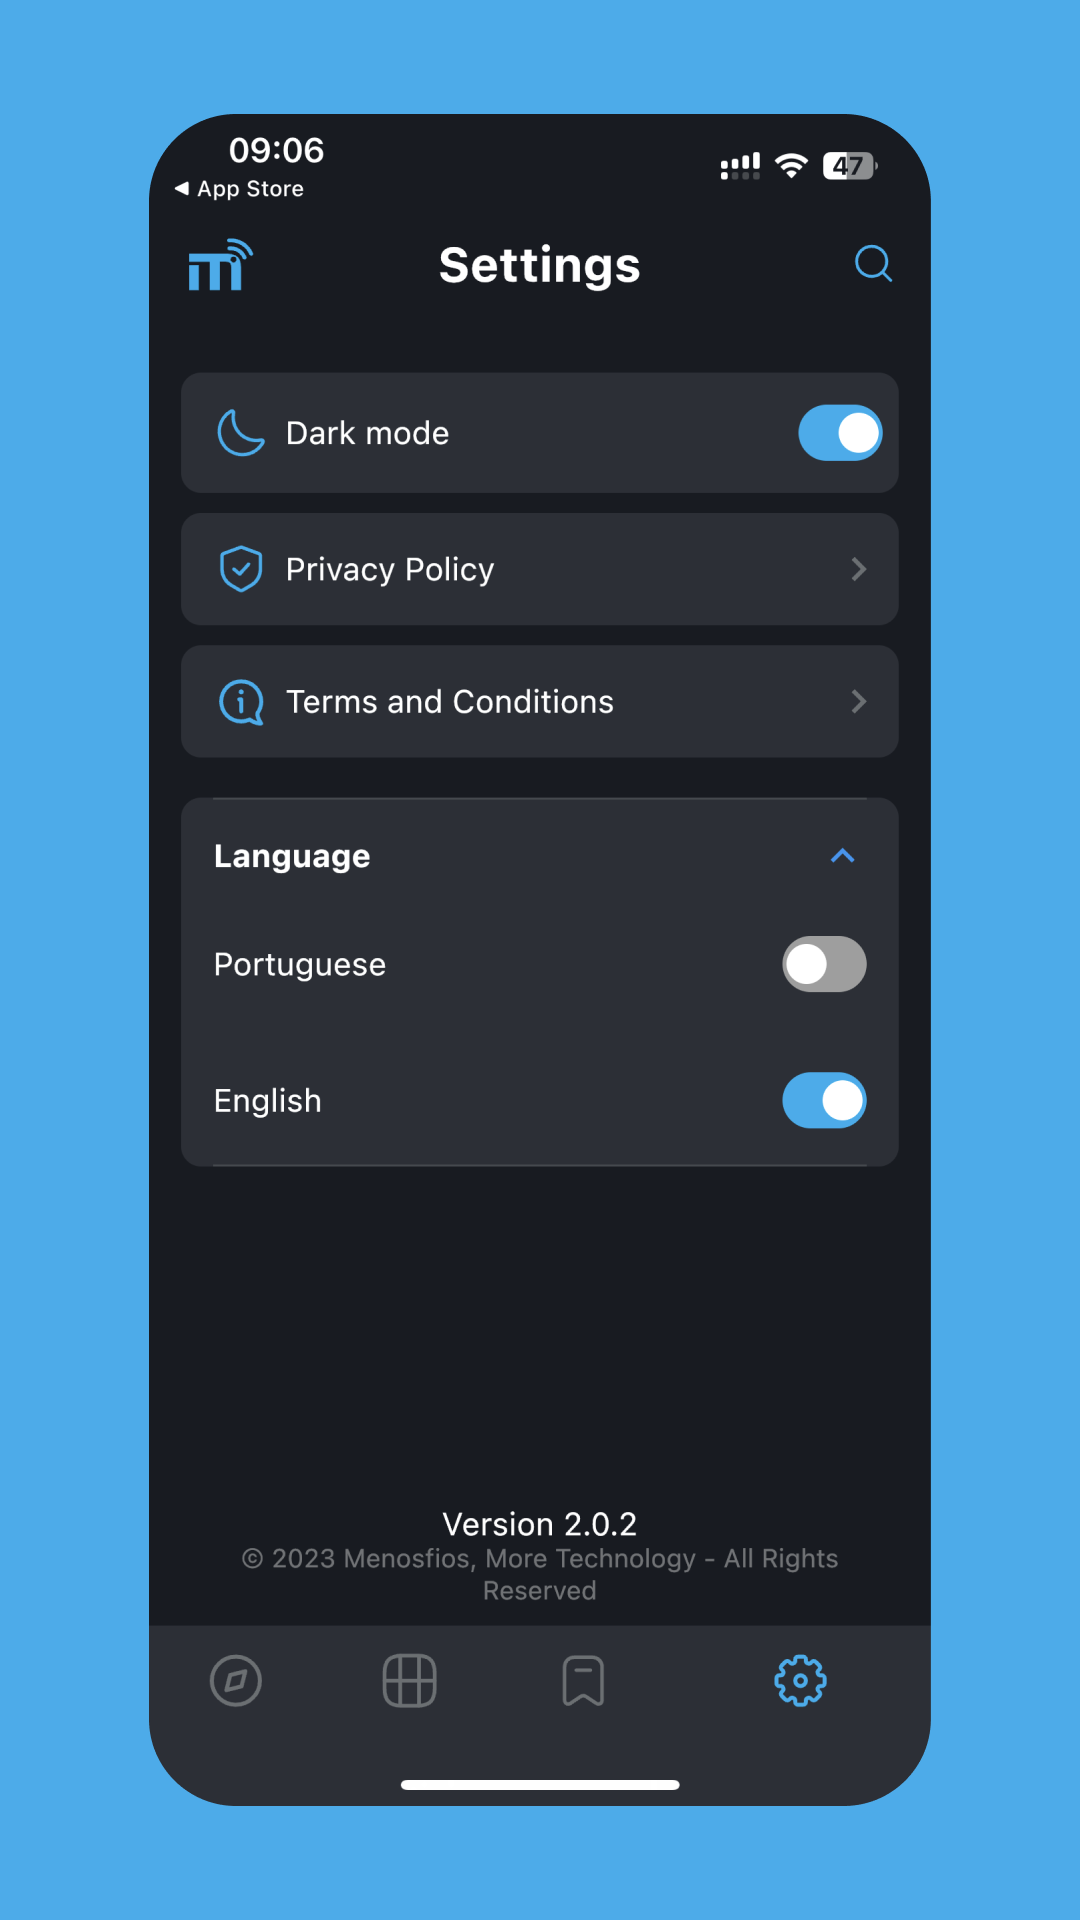 09:06
47
◀ App Store
Settings
Dark mode
Privacy Policy
Terms and Conditions
Language
Portuguese
English
Version 2.0.2
© 2023 Menosfios, More Technology - All Rights
Reserved